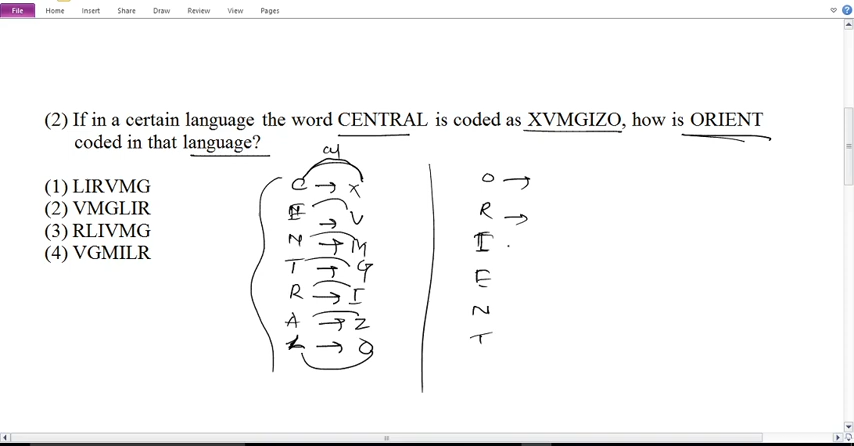 File Home Insert Share Draw Review View Pages
(2) If in a certain language the word CENTRAL is coded as XVMGIZO, how is ORIENT
coded in that language?
(1) LIRVMG
(2) VMGLIR
(3) RLIVMG
(4) VGMILR
C → X
E → V
N → M
T → G
R → I
A → Z
L → O
O →
R →
I
E
N
T